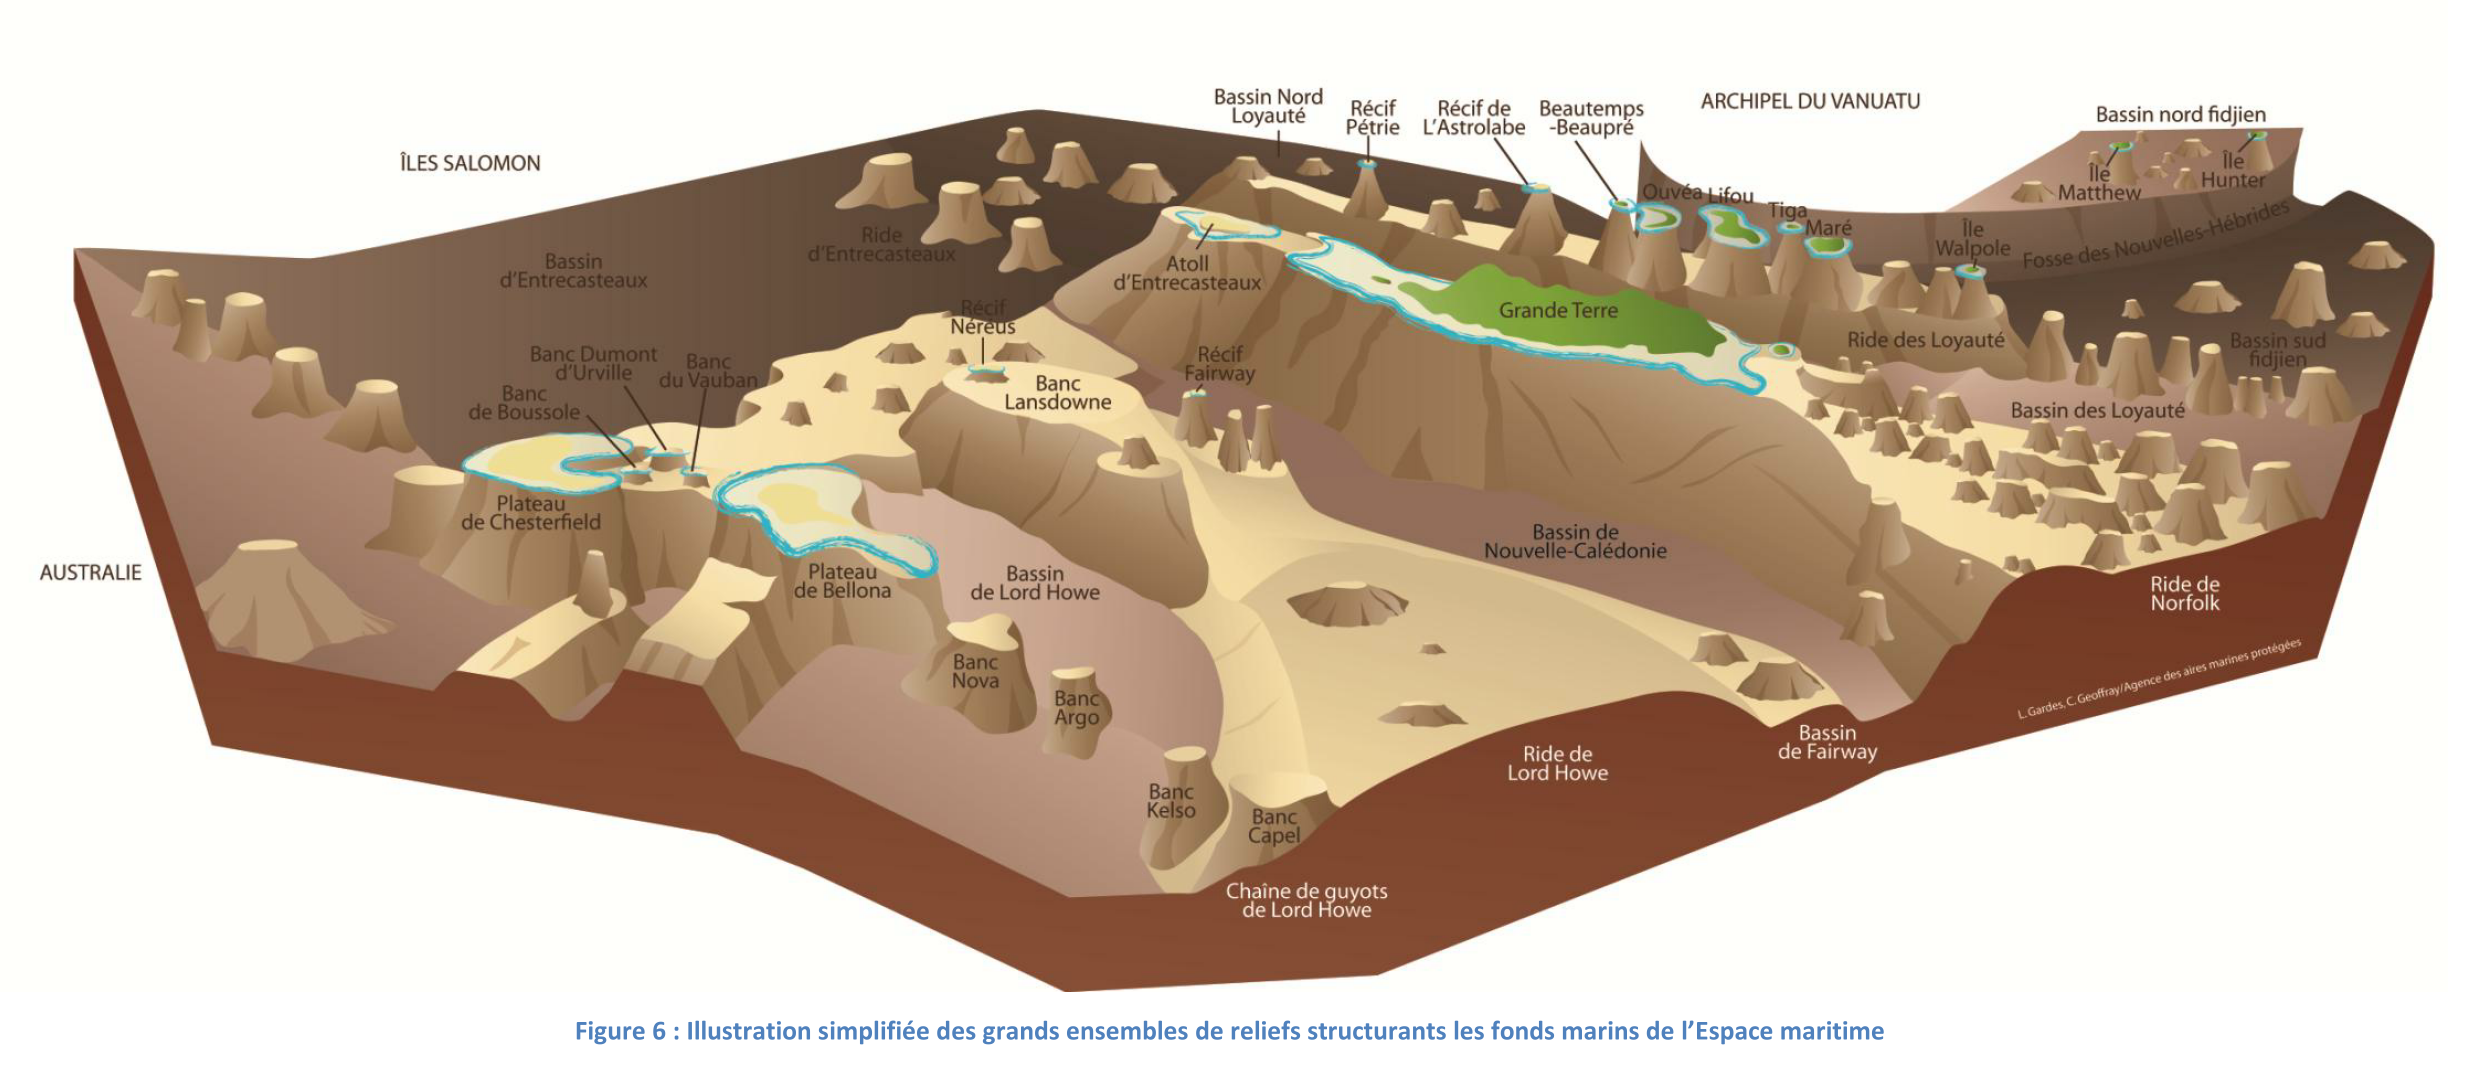 Bassin Nord
Loyauté
Récif
Pétrie
Récif de
L'Astrolabe
Beautemps
-Beaupré
ARCHIPEL DU VANUATU
Bassin nord fidjien
ÎLES SALOMON
Île
Matthew
Île
Hunter
Ouvéa
Lifou
Tiga
Maré
Île
Walpole
Fosse des Nouvelles-Hébrides
Ride
d'Entrecasteaux
Bassin
d'Entrecasteaux
Atoll
d'Entrecasteaux
Grande Terre
Récif
Néréus
Ride des Loyauté
Bassin sud
fidjien
Banc Dumont
d'Urville
Banc
du Vauban
Récif
Fairway
Banc
Lansdowne
Banc
de Boussole
Bassin des Loyauté
Plateau
de Chesterfield
Bassin de
Nouvelle-Calédonie
AUSTRALIE
Plateau
de Bellona
Bassin
de Lord Howe
Ride de
Norfolk
Banc
Nova
Banc
Argo
L. Gardes, C. Geoffray/Agence des aires marines protégées
Bassin
de Fairway
Ride de
Lord Howe
Banc
Kelso
Banc
Capel
Chaîne de guyots
de Lord Howe
Figure 6 : Illustration simplifiée des grands ensembles de reliefs structurants les fonds marins de l'Espace maritime